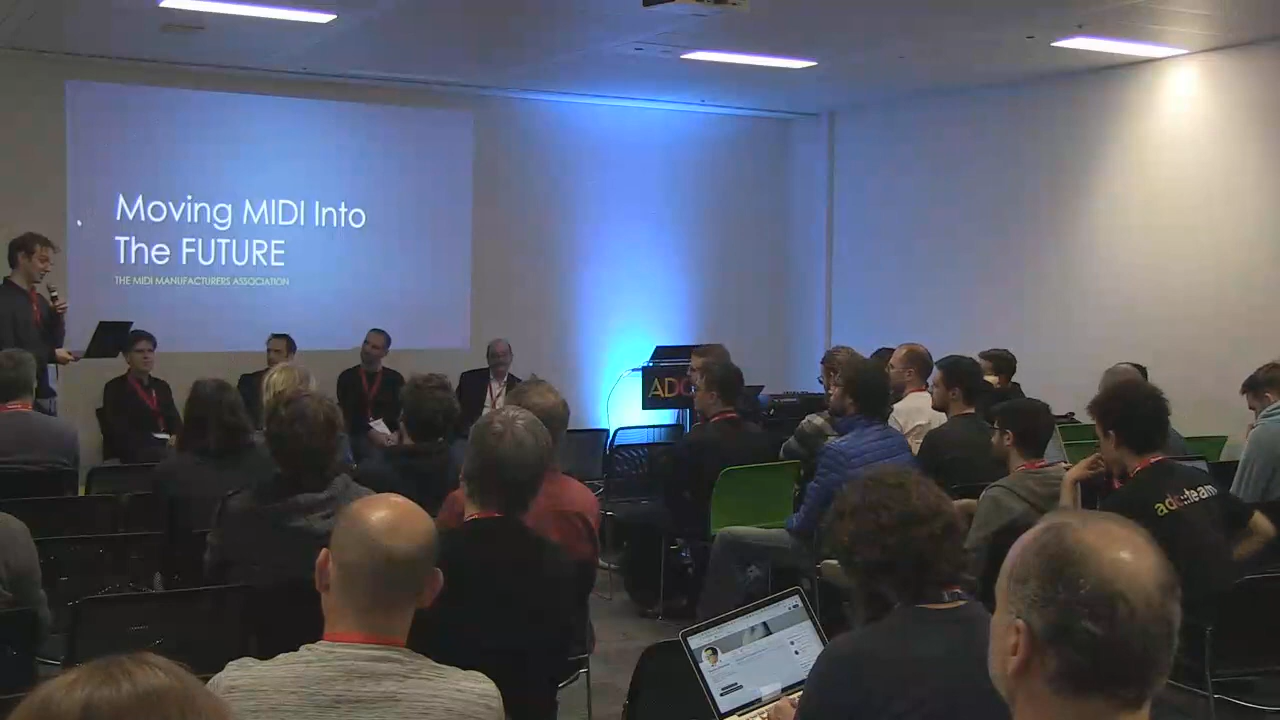 Moving MIDI Into
The FUTURE
THE MIDI MANUFACTURERS ASSOCIATION
ADC
adc::team